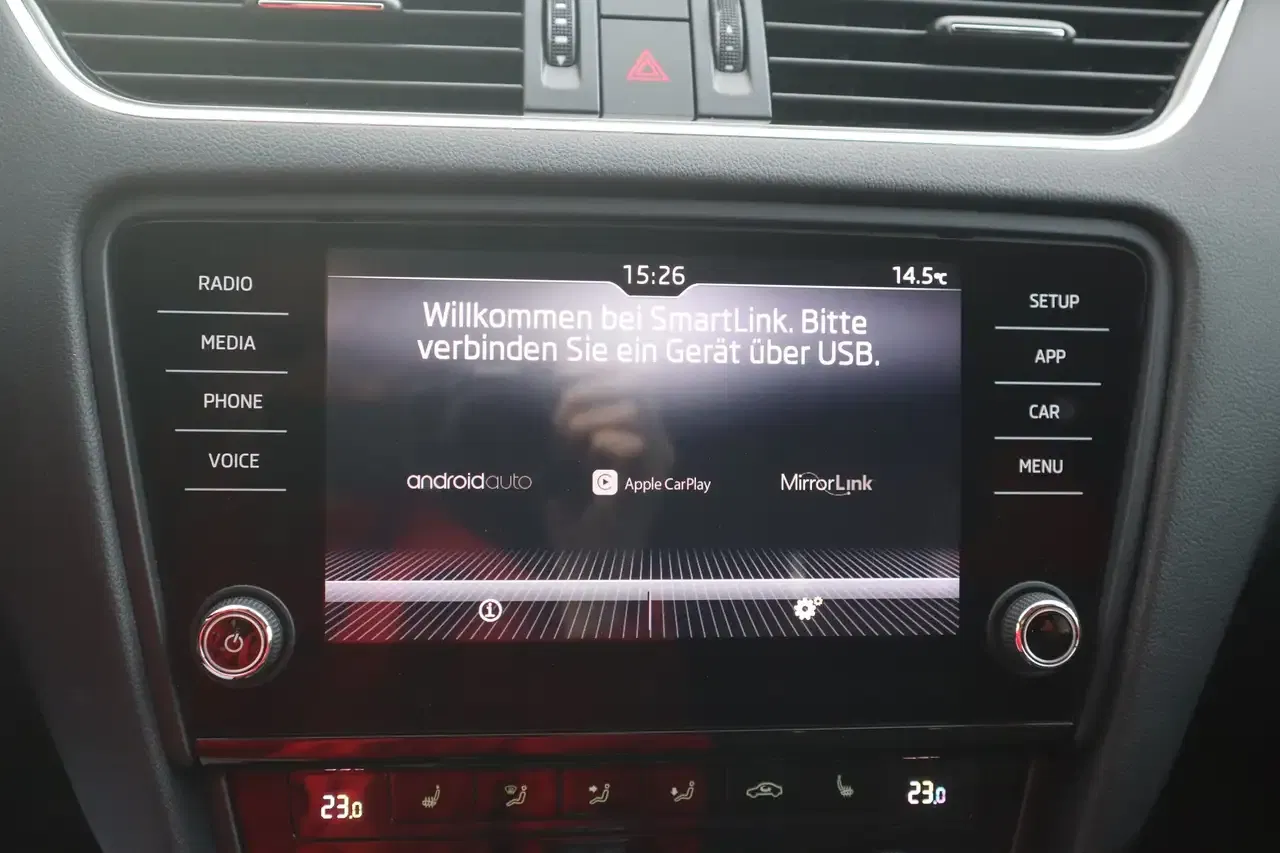 15:26
14.5°C
RADIO
MEDIA
PHONE
VOICE
Willkommen bei SmartLink. Bitte
verbinden Sie ein Gerät über USB.
androidauto
Apple CarPlay
MirrorLink
SETUP
APP
CAR
MENU
23.0
23.0